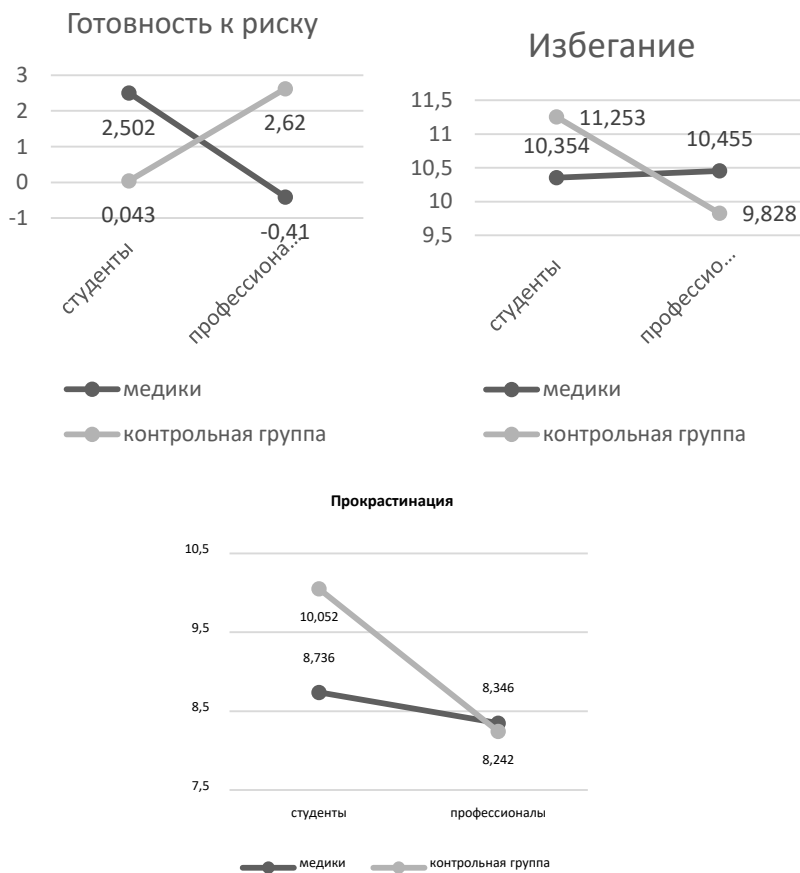 Готовность к риску
3
2
1
0
-1
2,502
2,62
0,043
-0,41
студенты
профессиона...
медики
контрольная группа
Избегание
11,5
11
10,5
10
9,5
11,253
10,354
10,455
9,828
студенты
профессио...
медики
контрольная группа
Прокрастинация
10,5
9,5
8,5
7,5
10,052
8,736
8,346
8,242
студенты
профессионалы
медики
контрольная группа